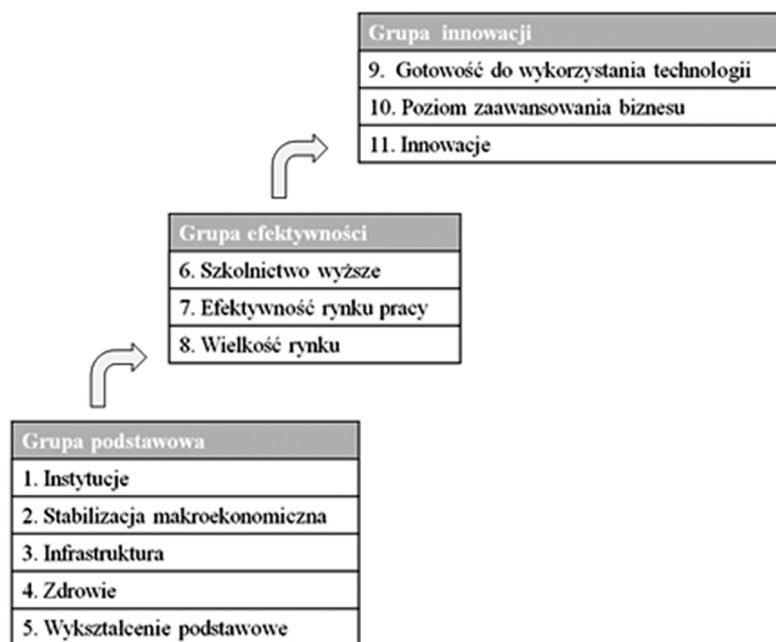 Grupa innowacji
9. Gotowość do wykorzystania technologii
10. Poziom zaawansowania biznesu
11. Innowacje
Grupa efektywności
6. Szkolnictwo wyższe
7. Efektywność rynku pracy
8. Wielkość rynku
Grupa podstawowa
1. Instytucje
2. Stabilizacja makroekonomiczna
3. Infrastruktura
4. Zdrowie
5. Wykształcenie podstawowe